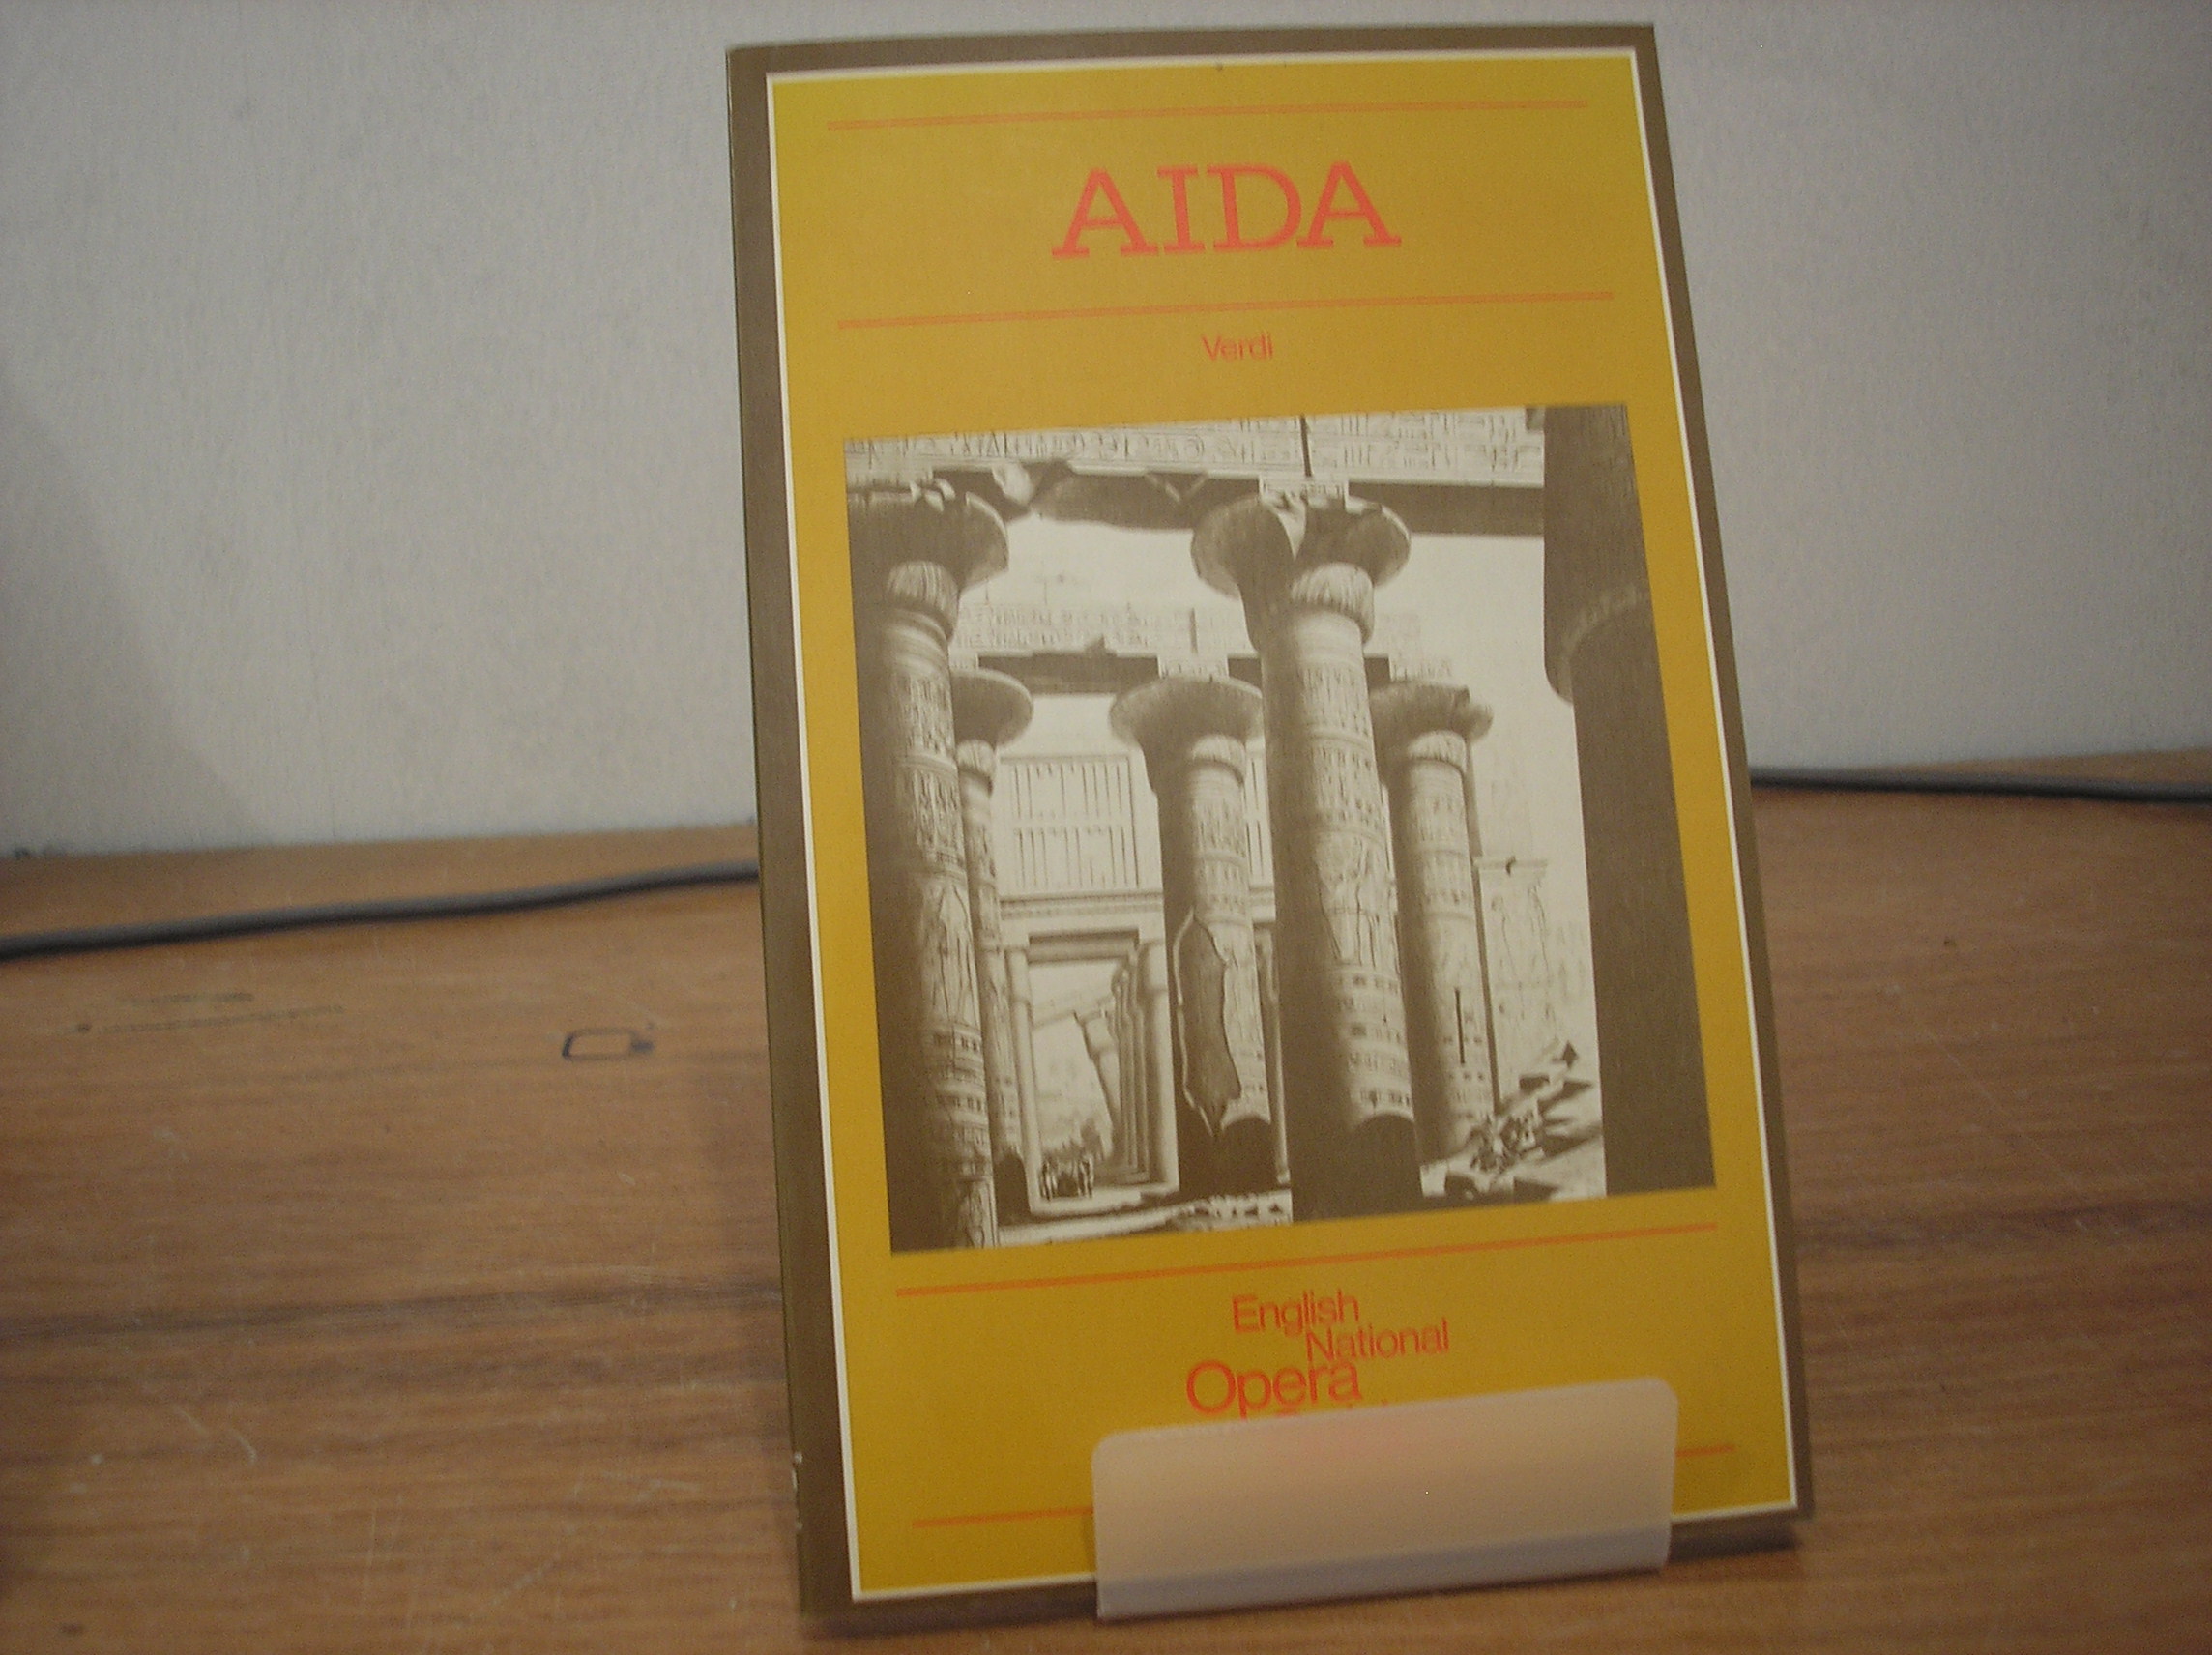 AIDA
Verdi
English
National
Opera